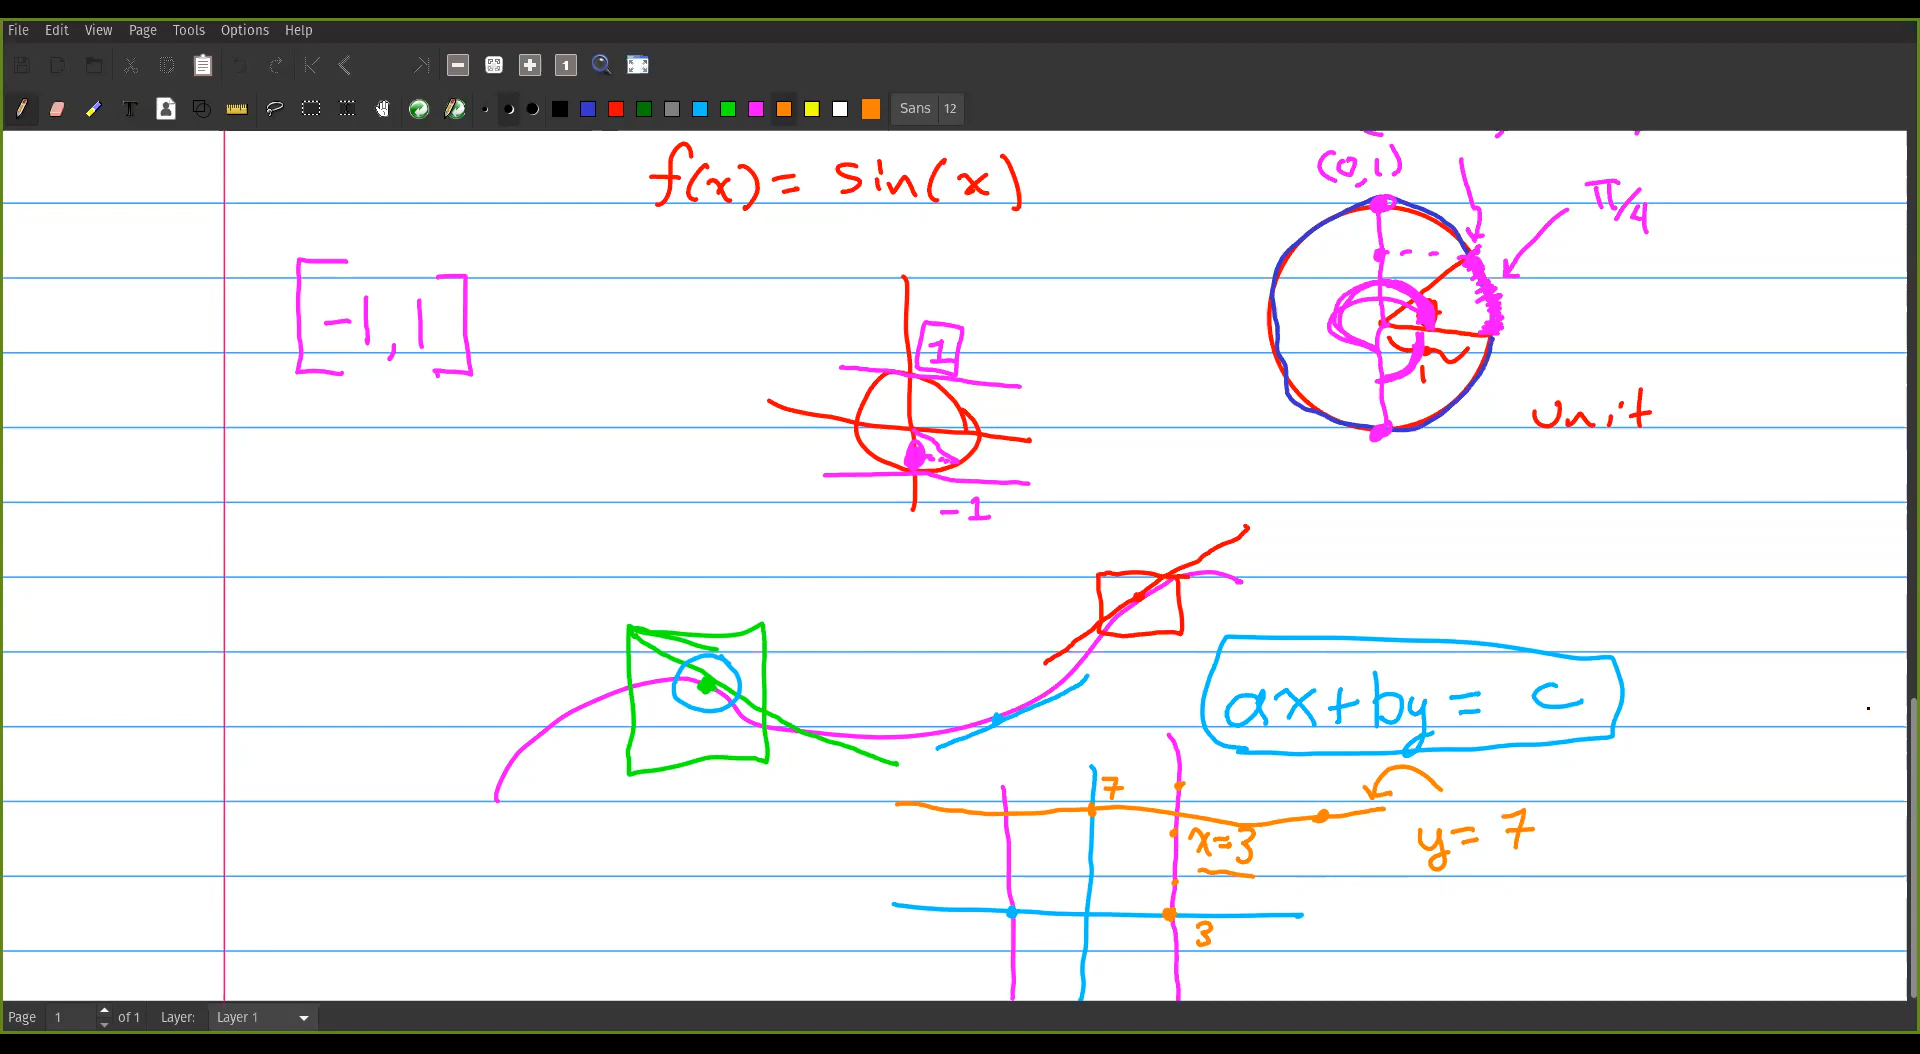 File Edit View Page Tools Options Help
1
Sans 12
f(x) = sin(x)
(0,1)
π/4
[-1, 1]
1
1
unit
-1
ax+by = c
7
x=3
y=7
3
Page 1 of 1 Layer: Layer 1